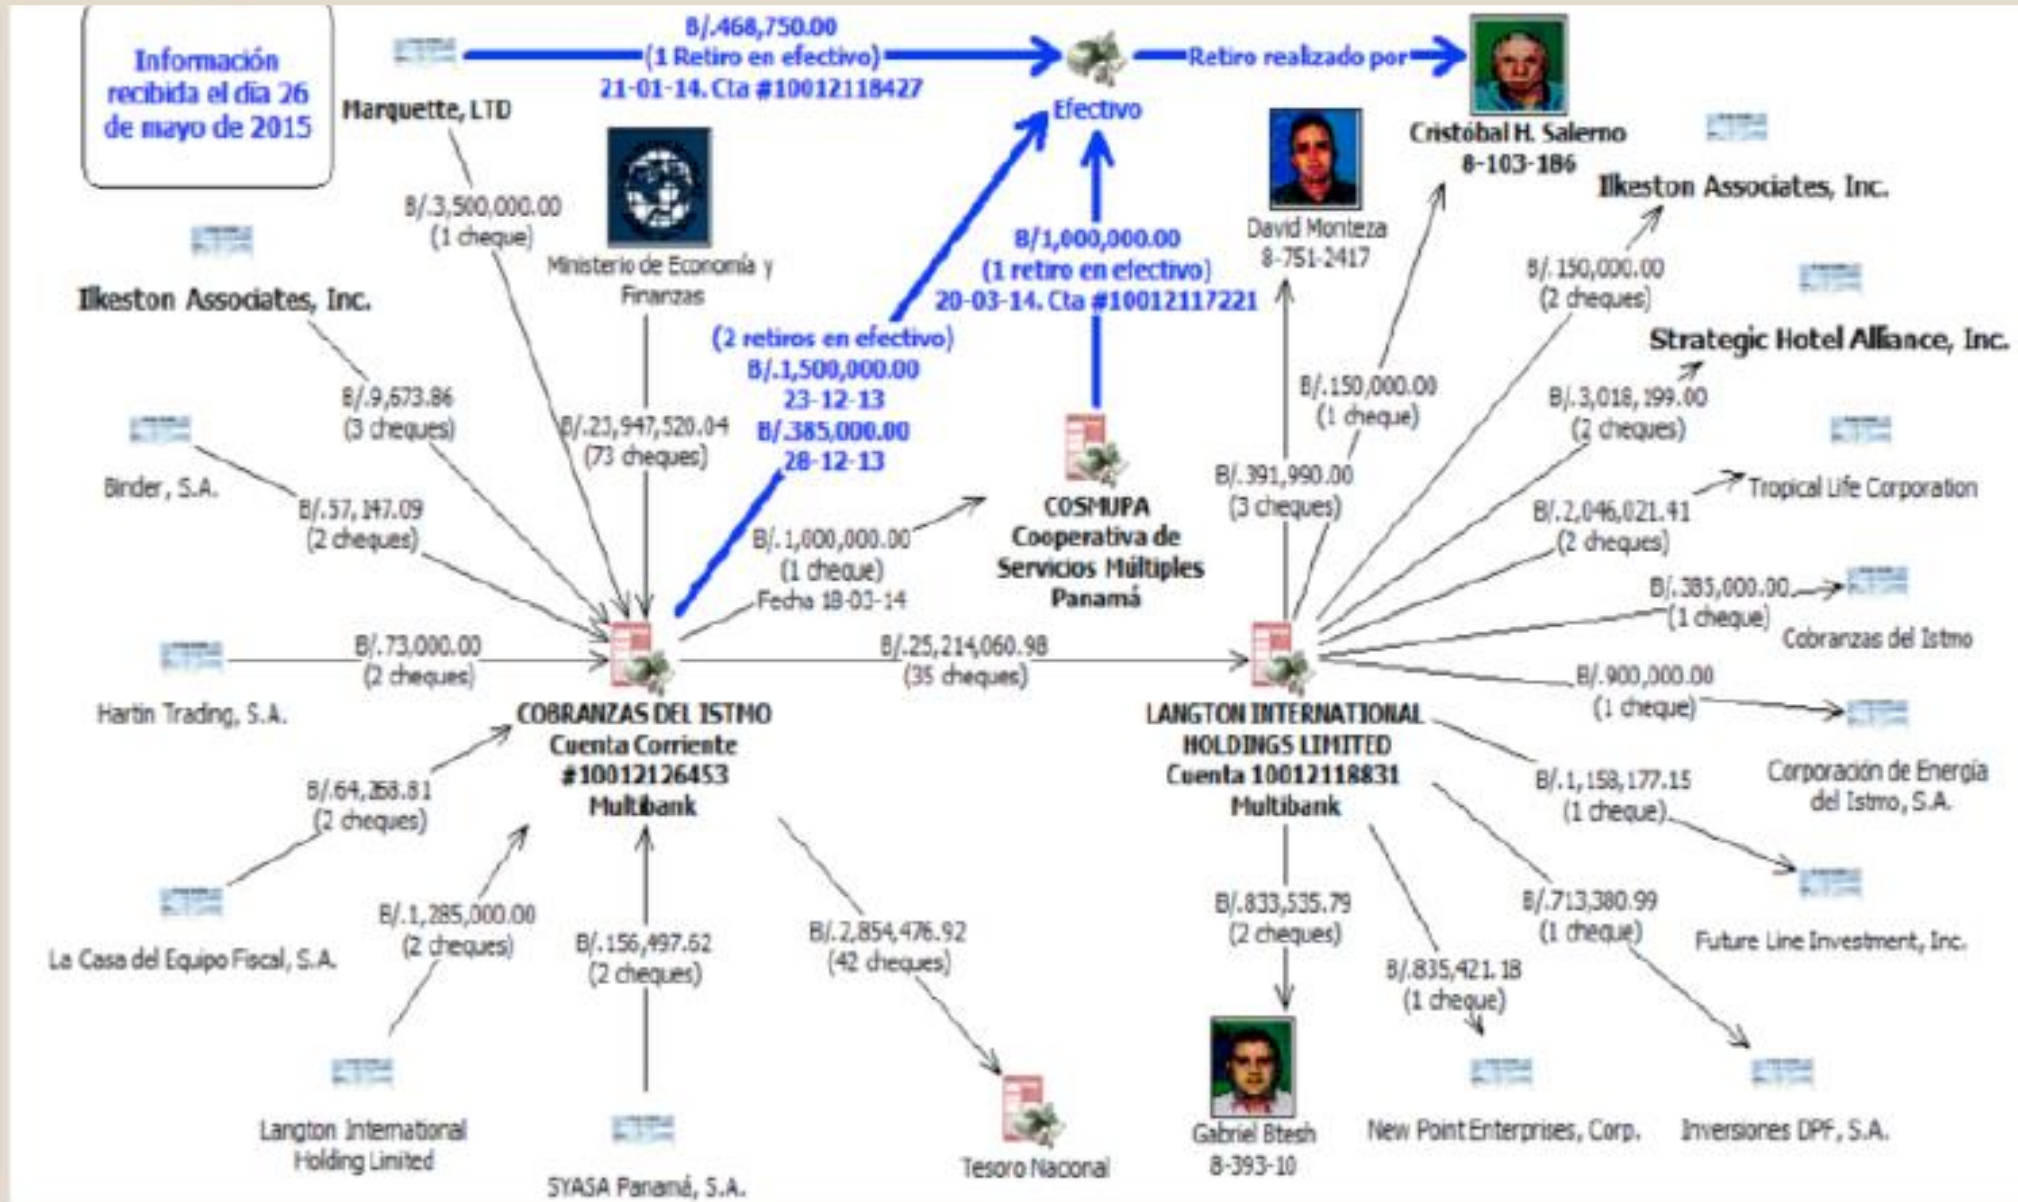 Información
recibida el día 26
de mayo de 2015
B/.468,750.00
(1 Retiro en efectivo)
21-01-14. Cta #10012118427
Marquette, LTD
Efectivo
Retiro realizado por
Cristóbal H. Salerno
8-103-186
B/.3,500,000.00
(1 cheque)
Ministerio de Economía y
Finanzas
B/1,000,000.00
(1 retiro en efectivo)
20-03-14. Cta #10012117221
David Monteza
8-751-2417
Ilkeston Associates, Inc.
B/.150,000.00
(2 cheques)
Ilkeston Associates, Inc.
(2 retiros en efectivo)
B/.1,500,000.00
23-12-13
B/.385,000.00
28-12-13
Strategic Hotel Alliance, Inc.
B/.9,673.86
(3 cheques)
B/.23,947,520.04
(73 cheques)
B/.150,000.00
(1 cheque)
B/.3,018,199.00
(2 cheques)
Binder, S.A.
B/.57,147.09
(2 cheques)
B/.1,000,000.00
(1 cheque)
Fecha 18-03-14
COSMUPA
Cooperativa de
Servicios Múltiples
Panamá
B/.391,990.00
(3 cheques)
Tropical Life Corporation
B/.2,046,021.41
(2 cheques)
B/.385,000.00
(1 cheque)
Cobranzas del Istmo
B/.73,000.00
(2 cheques)
Hartin Trading, S.A.
B/.25,214,060.98
(35 cheques)
B/.900,000.00
(1 cheque)
COBRANZAS DEL ISTMO
Cuenta Corriente
#10012126453
Multibank
LANGTON INTERNATIONAL
HOLDINGS LIMITED
Cuenta 10012118831
Multibank
Corporación de Energía
del Istmo, S.A.
B/.64,268.81
(2 cheques)
B/.1,158,177.15
(1 cheque)
La Casa del Equipo Fiscal, S.A.
B/.1,285,000.00
(2 cheques)
B/.156,497.62
(2 cheques)
B/.2,854,476.92
(42 cheques)
B/.833,535.79
(2 cheques)
B/.713,380.99
(1 cheque)
Future Line Investment, Inc.
B/.835,421.18
(1 cheque)
Langton International
Holding Limited
SYASA Panamá, S.A.
Tesoro Nacional
Gabriel Btesh
8-393-10
New Point Enterprises, Corp.
Inversiones DPF, S.A.